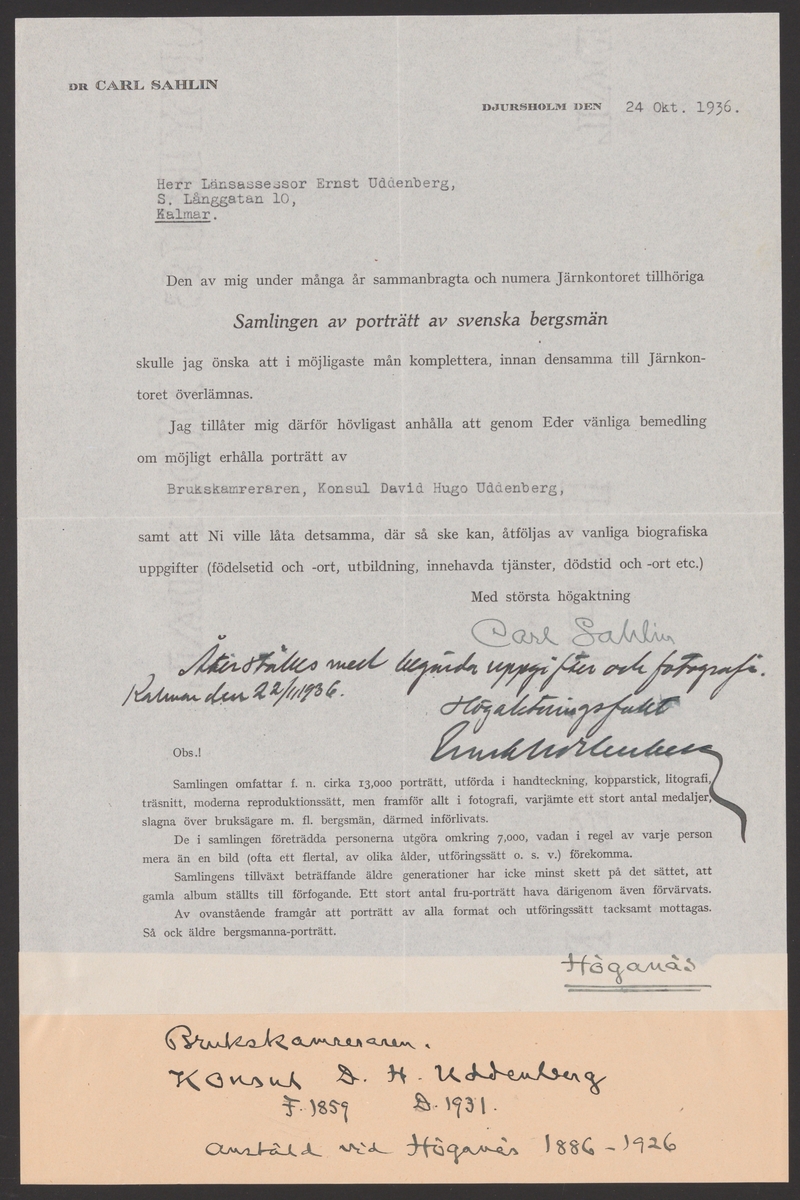 DR CARL SAHLIN
DJURSHOLM DEN 24 Okt. 1936.
Herr Länsassessor Ernst Uddenberg,
S. Långgatan 10,
Kalmar.
Den av mig under många år sammanbragta och numera Järnkontoret tillhöriga
Samlingen av porträtt av svenska bergsmän
skulle jag önska att i möjligaste mån komplettera, innan densamma till Järnkon-
toret överlämnas.
Jag tillåter mig därför hövligast anhålla att genom Eder vänliga bemedling
om möjligt erhålla porträtt av
Brukskamreraren, Konsul David Hugo Uddenberg,
samt att Ni ville låta detsamma, där så ske kan, åtföljas av vanliga biografiska
uppgifter (födelsetid och -ort, utbildning, innehavda tjänster, dödstid och -ort etc.)
Med största högaktning
Carl Sahlin
Återställes med begärda uppgifter och fotografi.
Kalmar den 22/11 1936.
Högaktningsfullt
Ernst Uddenberg
Obs.!
Samlingen omfattar f. n. cirka 13,000 porträtt, utförda i handteckning, kopparstick, litografi,
träsnitt, moderna reproduktionssätt, men framför allt i fotografi, varjämte ett stort antal medaljer,
slagna över bruksägare m. fl. bergsmän, därmed införlivats.
De i samlingen företrädda personerna utgöra omkring 7,000, vadan i regel av varje person
mera än en bild (ofta ett flertal, av olika ålder, utföringssätt o. s. v.) förekomma.
Samlingens tillväxt beträffande äldre generationer har icke minst skett på det sättet, att
gamla album ställts till förfogande. Ett stort antal fru-porträtt hava därigenom även förvärvats.
Av ovanstående framgår att porträtt av alla format och utföringssätt tacksamt mottagas.
Så ock äldre bergsmanna-porträtt.
Höganäs
Brukskamreraren.
Konsul D. H. Uddenberg
F. 1859 D. 1931.
Anställd vid Höganäs 1886-1926